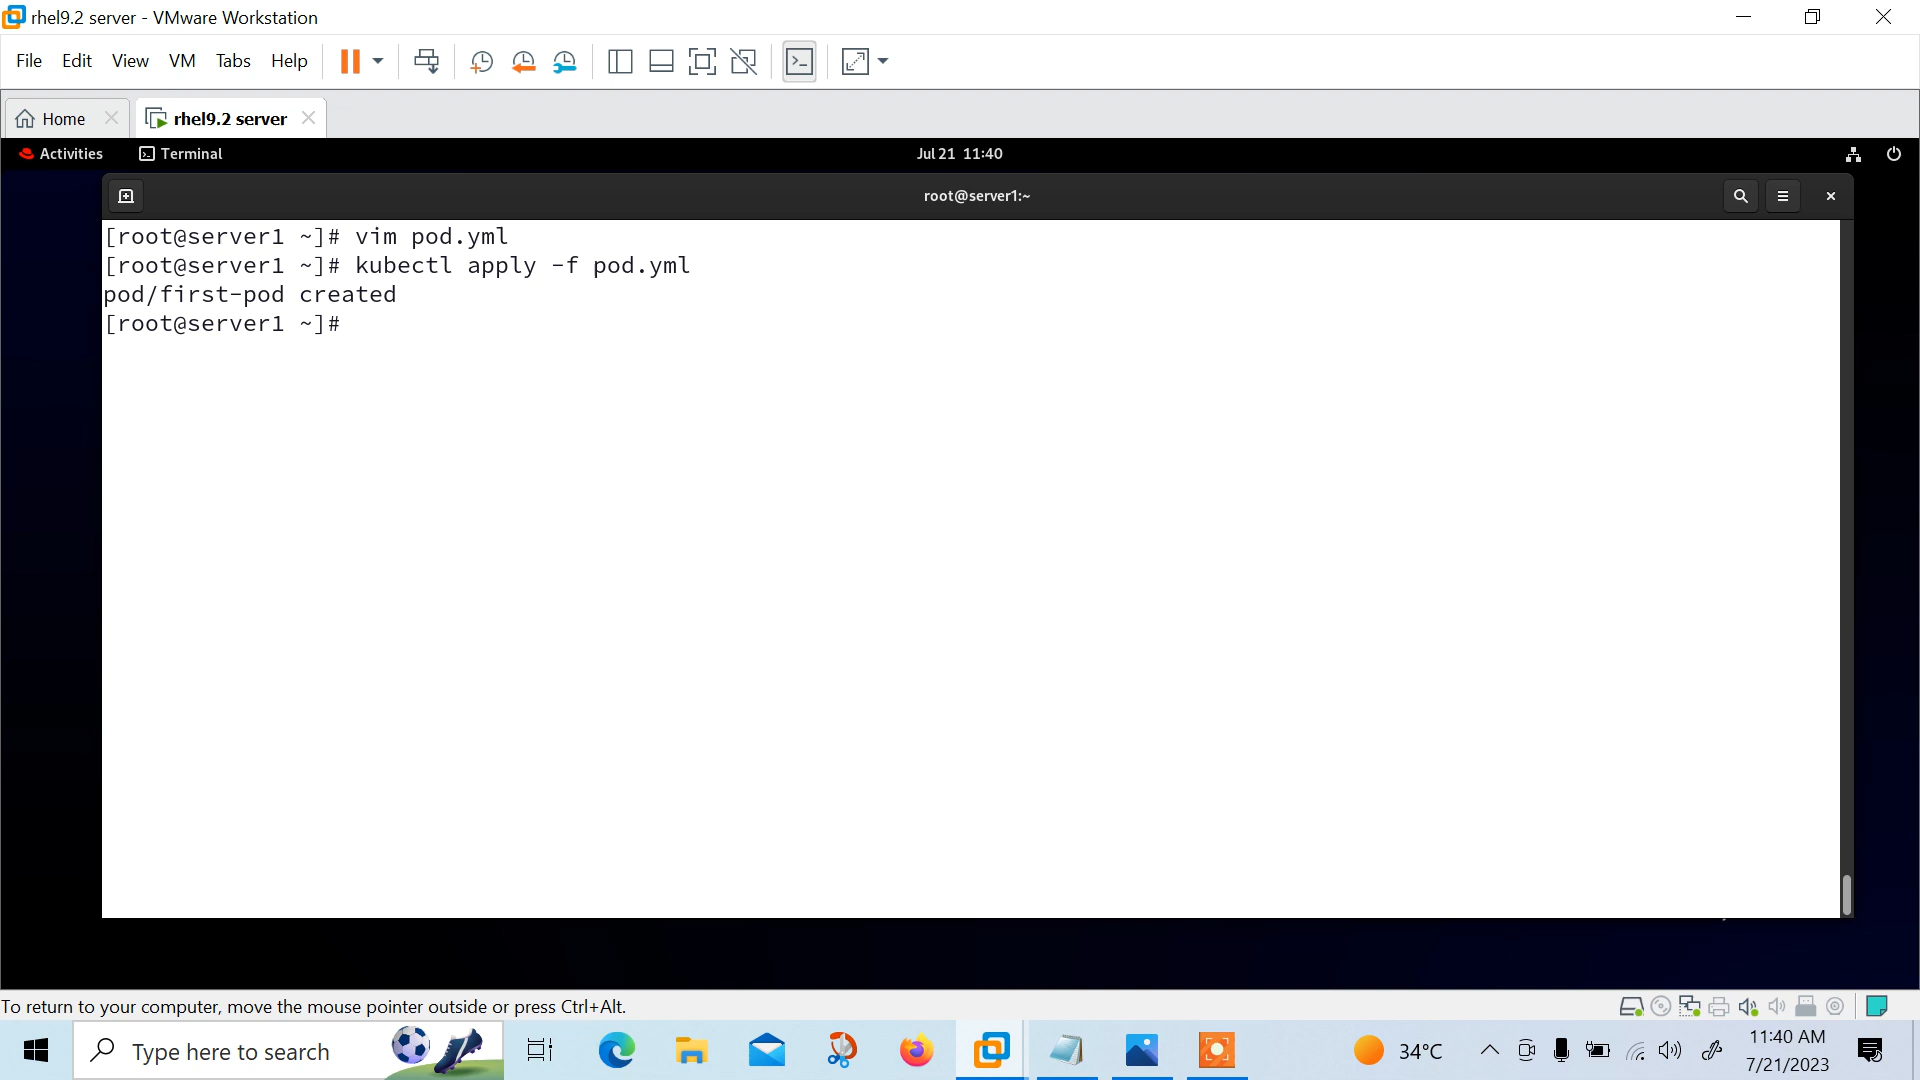 rhel9.2 server - VMware Workstation
File Edit View VM Tabs Help
Home rhel9.2 server
Activities Terminal Jul 21 11:40
root@server1:~
[root@server1 ~]# vim pod.yml
[root@server1 ~]# kubectl apply -f pod.yml
pod/first-pod created
[root@server1 ~]#
To return to your computer, move the mouse pointer outside or press Ctrl+Alt.
Type here to search 34°C 11:40 AM
7/21/2023